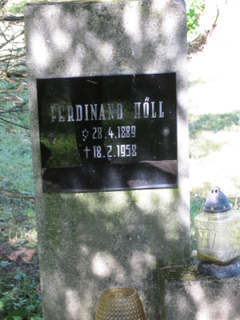 FERDINAND HÖLL
☆ 28.4.1889
† 18.2.1958